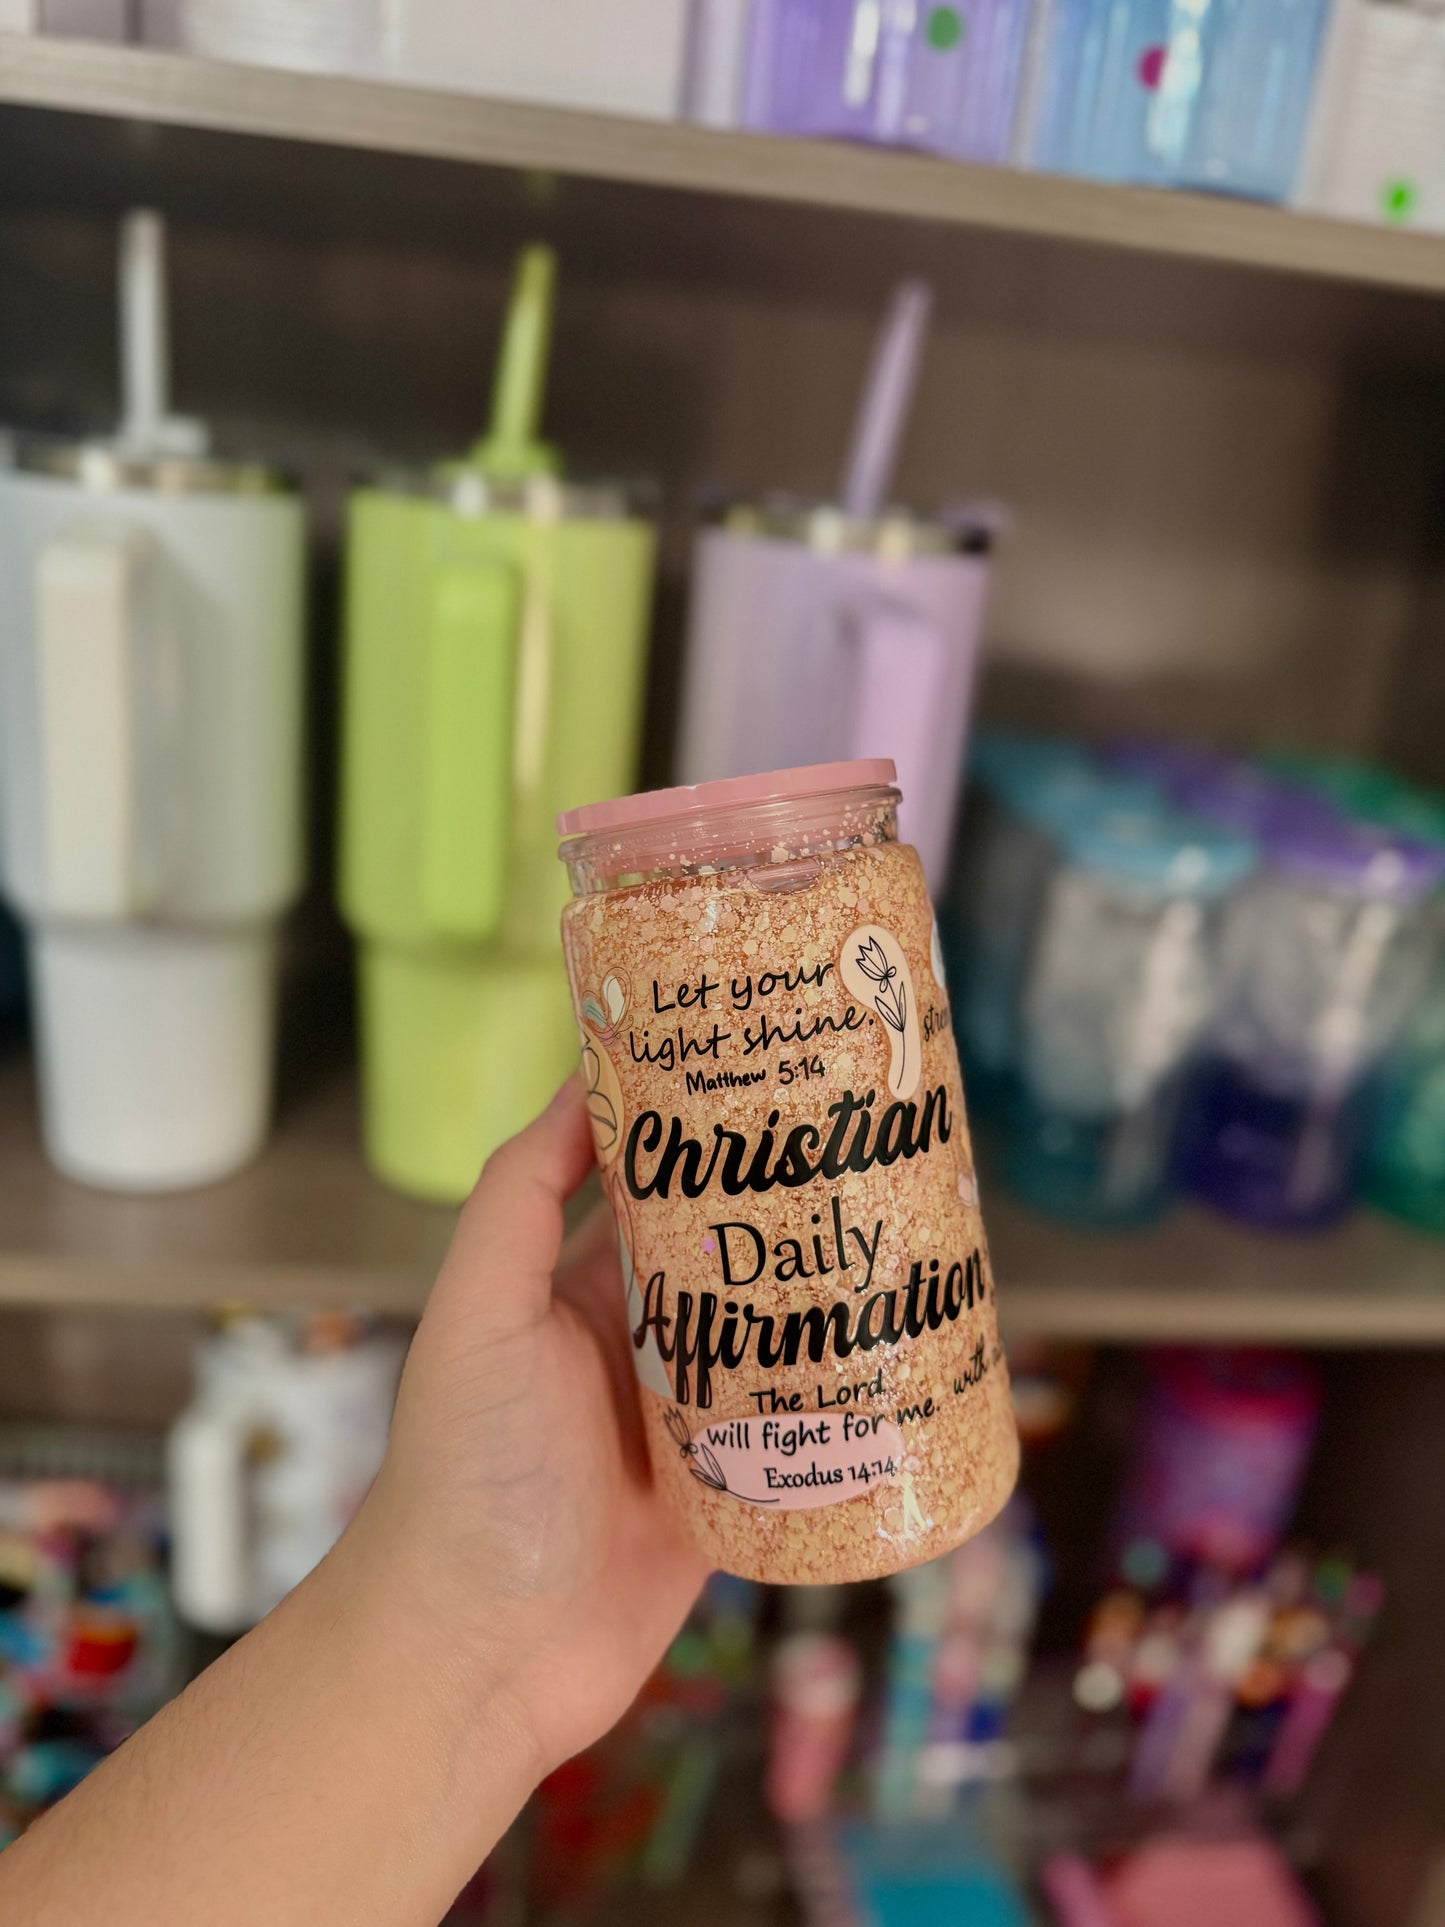 Let your
light shine.
Matthew 5:14
Christian
Daily
Affirmation
The Lord
will fight for me.
Exodus 14:14
with